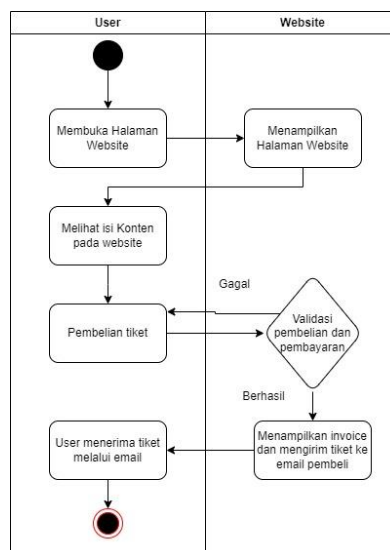 User
Website
Membuka Halaman
Website
Menampilkan
Halaman Website
Melihat isi Konten
pada website
Gagal
Pembelian tiket
Validasi
pembelian dan
pembayaran
Berhasil
User menerima tiket
melalui email
Menampilkan invoice
dan mengirim tiket ke
email pembeli